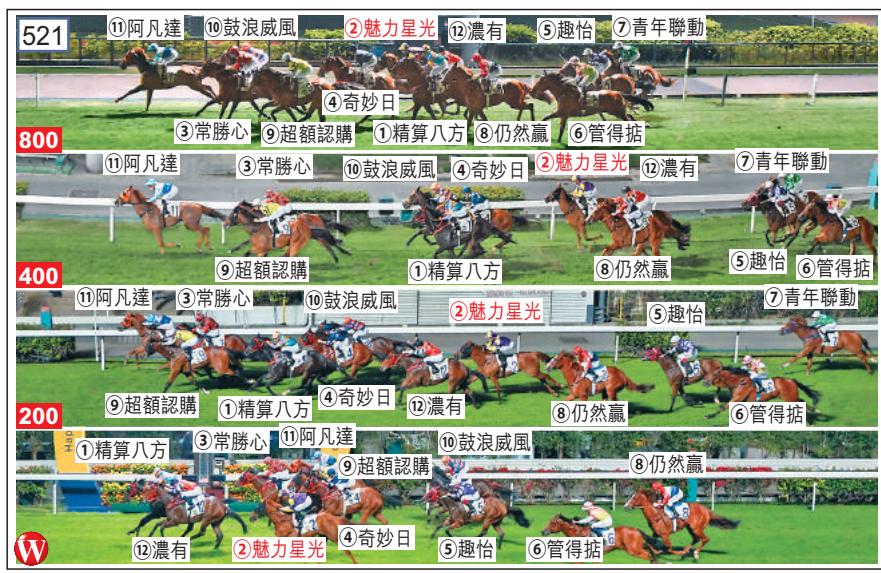 521
⑪阿凡達 ⑩鼓浪威風 ②魅力星光 ⑫濃有 ⑤趣怡 ⑦青年聯動
④奇妙日
③常勝心 ⑨超額認購 ①精算八方 ⑧仍然贏 ⑥管得掂
800
⑪阿凡達 ③常勝心 ⑩鼓浪威風 ④奇妙日 ②魅力星光 ⑫濃有 ⑦青年聯動
⑨超額認購 ①精算八方 ⑧仍然贏 ⑤趣怡 ⑥管得掂
400
⑪阿凡達 ③常勝心 ⑩鼓浪威風 ②魅力星光 ⑤趣怡 ⑦青年聯動
⑨超額認購 ①精算八方 ④奇妙日 ⑫濃有 ⑧仍然贏 ⑥管得掂
200
①精算八方 ③常勝心 ⑪阿凡達 ⑩鼓浪威風
⑨超額認購 ⑧仍然贏
⑫濃有 ②魅力星光 ④奇妙日 ⑤趣怡 ⑥管得掂
W